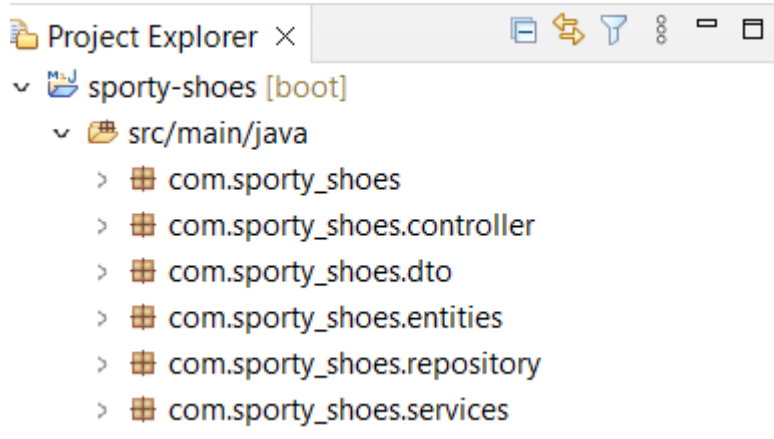 Project Explorer
sporty-shoes [boot]
src/main/java
com.sporty_shoes
com.sporty_shoes.controller
com.sporty_shoes.dto
com.sporty_shoes.entities
com.sporty_shoes.repository
com.sporty_shoes.services